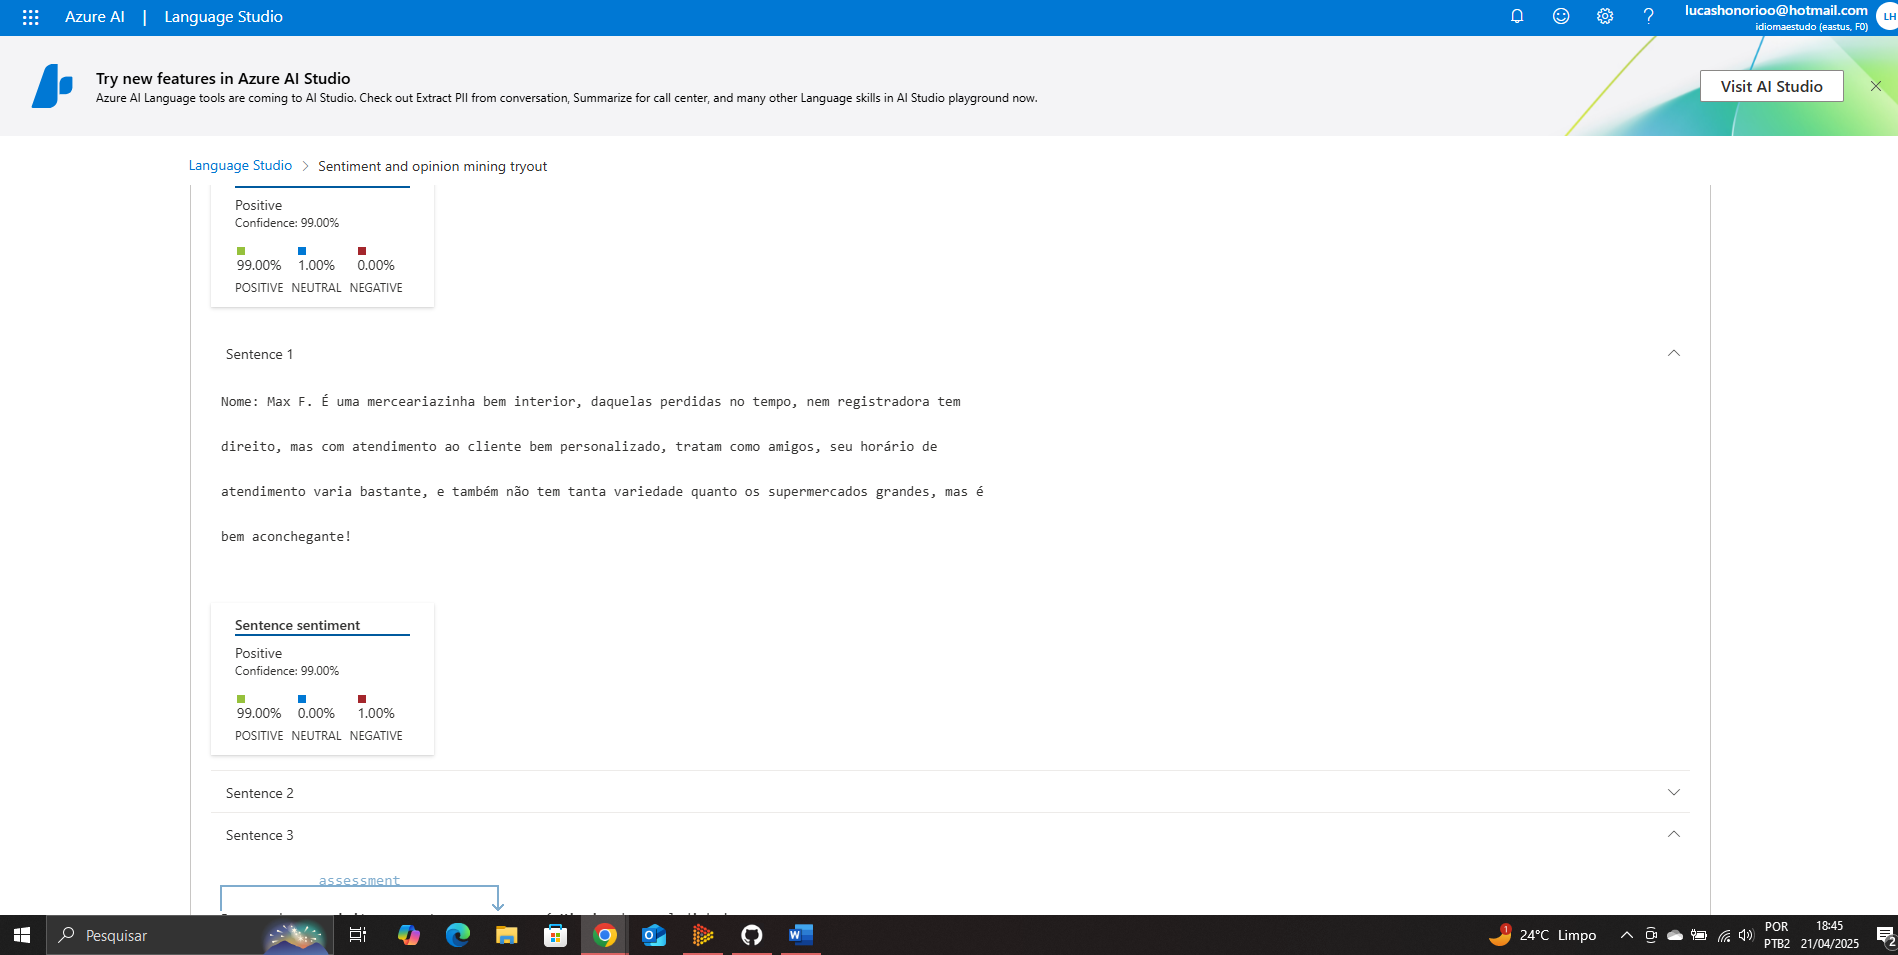 Azure AI | Language Studio
lucashonorioo@hotmail.com
idiomaestudo (eastus, F0)
LH
Try new features in Azure AI Studio
Azure AI Language tools are coming to AI Studio. Check out Extract PII from conversation, Summarize for call center, and many other Language skills in AI Studio playground now.
Visit AI Studio
Language Studio > Sentiment and opinion mining tryout
Positive
Confidence: 99.00%
99.00% 1.00% 0.00%
POSITIVE NEUTRAL NEGATIVE
Sentence 1
Nome: Max F. É uma merceariazinha bem interior, daquelas perdidas no tempo, nem registradora tem
direito, mas com atendimento ao cliente bem personalizado, tratam como amigos, seu horário de
atendimento varia bastante, e também não tem tanta variedade quanto os supermercados grandes, mas é
bem aconchegante!
Sentence sentiment
Positive
Confidence: 99.00%
99.00% 0.00% 1.00%
POSITIVE NEUTRAL NEGATIVE
Sentence 2
Sentence 3
assessment
Pesquisar
1
24°C Limpo
POR
PTB2
18:45
21/04/2025
2